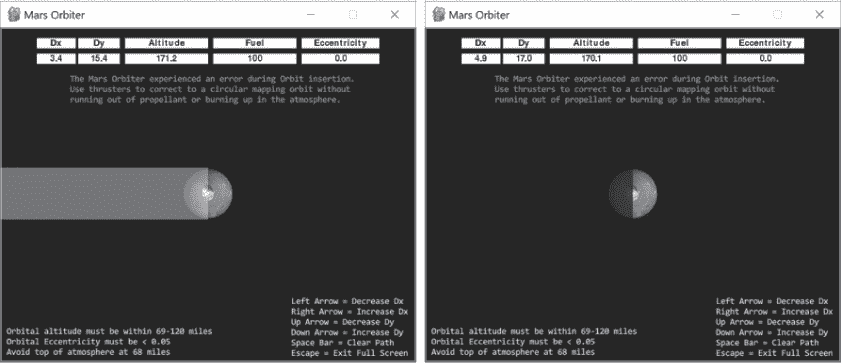 Mars Orbiter
Dx Dy Altitude Fuel Eccentricity
3.4 15.4 171.2 100 0.0
The Mars Orbiter experienced an error during Orbit insertion.
Use thrusters to correct to a circular mapping orbit without
running out of propellant or burning up in the atmosphere.
Left Arrow = Decrease Dx
Right Arrow = Increase Dx
Up Arrow = Decrease Dy
Orbital altitude must be within 69-120 miles Down Arrow = Increase Dy
Orbital Eccentricity must be < 0.05 Space Bar = Clear Path
Avoid top of atmosphere at 68 miles Escape = Exit Full Screen
Mars Orbiter
Dx Dy Altitude Fuel Eccentricity
4.9 17.0 170.1 100 0.0
The Mars Orbiter experienced an error during Orbit insertion.
Use thrusters to correct to a circular mapping orbit without
running out of propellant or burning up in the atmosphere.
Left Arrow = Decrease Dx
Right Arrow = Increase Dx
Up Arrow = Decrease Dy
Orbital altitude must be within 69-120 miles Down Arrow = Increase Dy
Orbital Eccentricity must be < 0.05 Space Bar = Clear Path
Avoid top of atmosphere at 68 miles Escape = Exit Full Screen